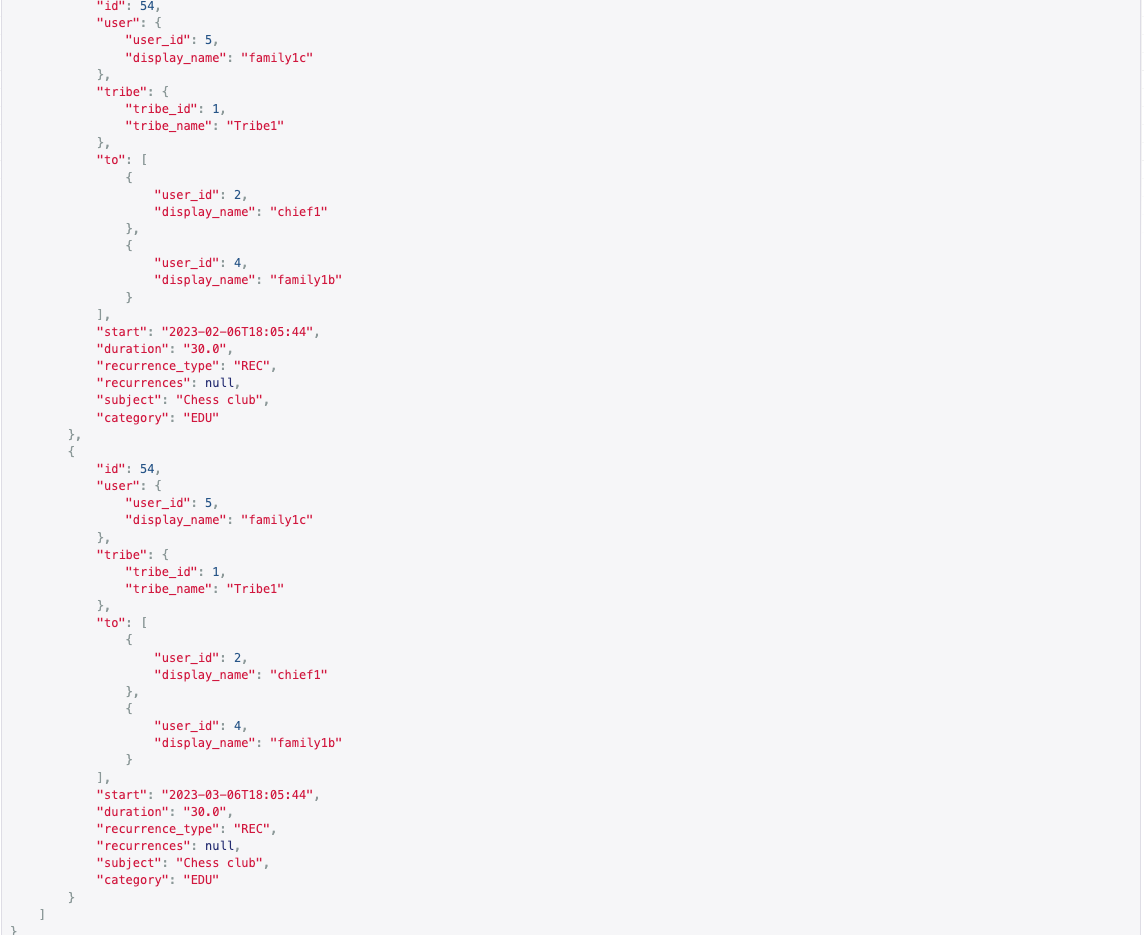 "id": 54,
"user": {
"user_id": 5,
"display_name": "family1c"
},
"tribe": {
"tribe_id": 1,
"tribe_name": "Tribe1"
},
"to": [
{
"user_id": 2,
"display_name": "chief1"
},
{
"user_id": 4,
"display_name": "family1b"
}
],
"start": "2023-02-06T18:05:44",
"duration": "30.0",
"recurrence_type": "REC",
"recurrences": null,
"subject": "Chess club",
"category": "EDU"
},
{
"id": 54,
"user": {
"user_id": 5,
"display_name": "family1c"
},
"tribe": {
"tribe_id": 1,
"tribe_name": "Tribe1"
},
"to": [
{
"user_id": 2,
"display_name": "chief1"
},
{
"user_id": 4,
"display_name": "family1b"
}
],
"start": "2023-03-06T18:05:44",
"duration": "30.0",
"recurrence_type": "REC",
"recurrences": null,
"subject": "Chess club",
"category": "EDU"
}
]
}